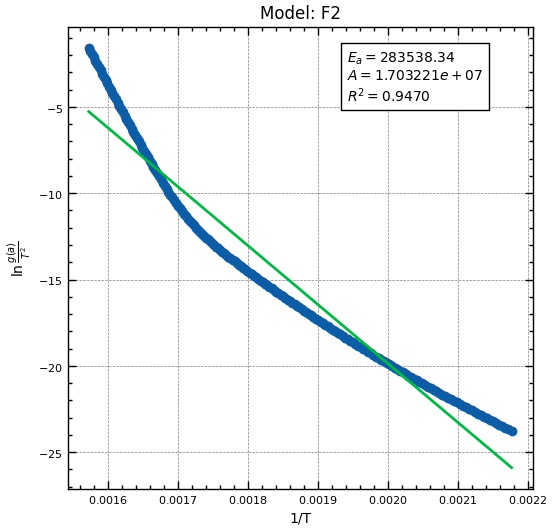 Model: F2
E_a = 283538.34
A = 1.703221e + 07
R^2 = 0.9470
ln g(a)/T^2
−5
−10
−15
−20
−25
0.0016 0.0017 0.0018 0.0019 0.0020 0.0021 0.0022
1/T